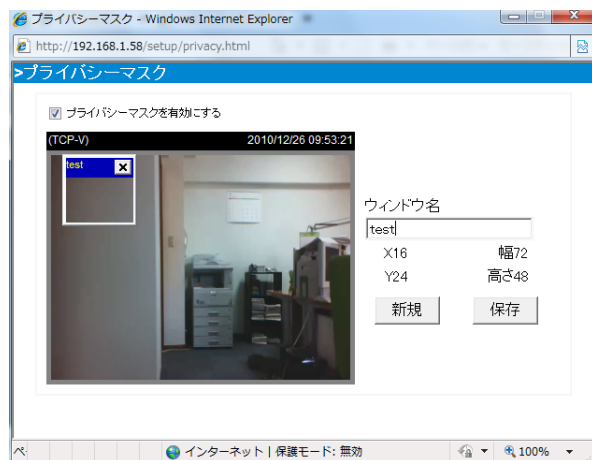 プライバシーマスク - Windows Internet Explorer
http://192.168.1.58/setup/privacy.html
>プライバシーマスク
プライバシーマスクを有効にする
(TCP-V) 2010/12/26 09:53:21
test
ウィンドウ名
test
X16 幅72
Y24 高さ48
新規 保存
ペ インターネット | 保護モード: 無効 100%